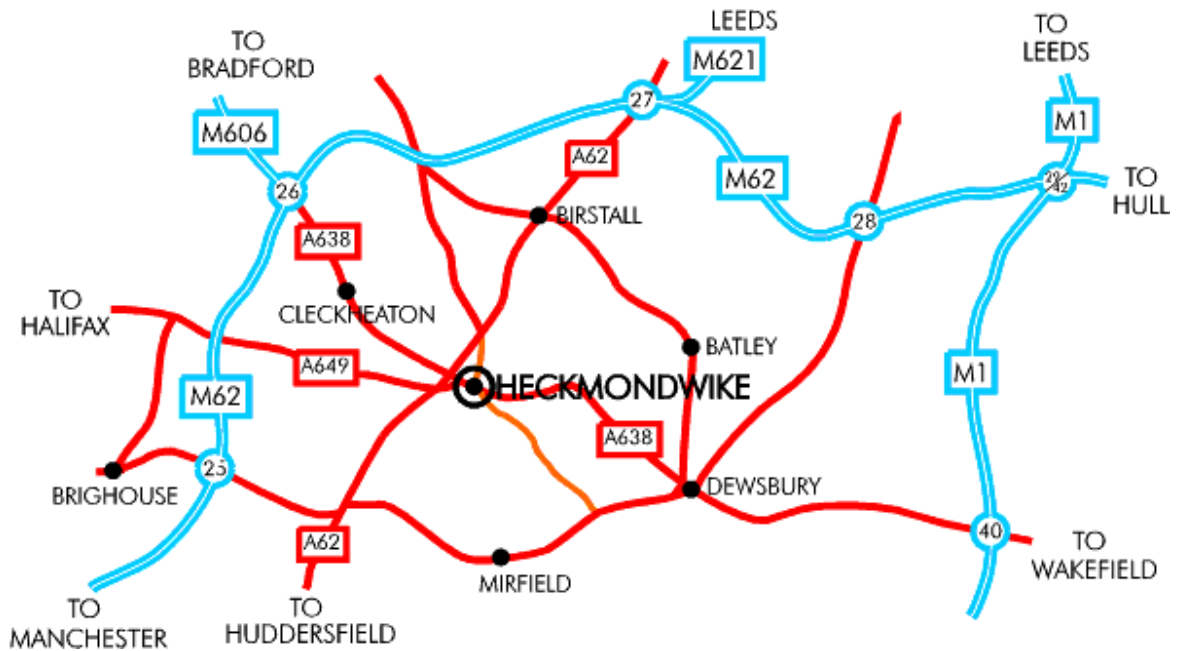 LEEDS
M621
TO
LEEDS
TO
BRADFORD
M606
M1
27
A62
M62
26
29/42
TO
HULL
BIRSTALL
28
A638
CLECKHEATON
TO
HALIFAX
BATLEY
A649
M1
HECKMONDWIKE
M62
A638
25
BRIGHOUSE
DEWSBURY
40
A62
TO
WAKEFIELD
MIRFIELD
TO
MANCHESTER
TO
HUDDERSFIELD